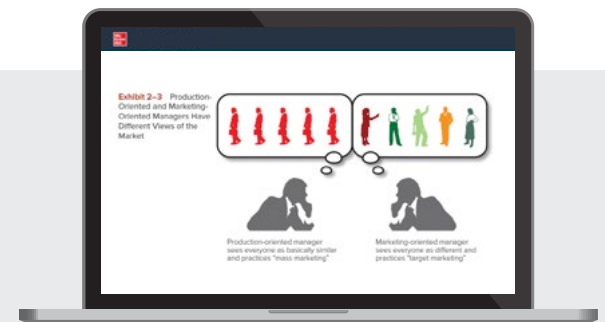 Exhibit 2–3 Production-
Oriented and Marketing-
Oriented Managers Have
Different Views of the
Market
Production-oriented manager
sees everyone as basically similar
and practices "mass marketing"
Marketing-oriented manager
sees everyone as different and
practices "target marketing"